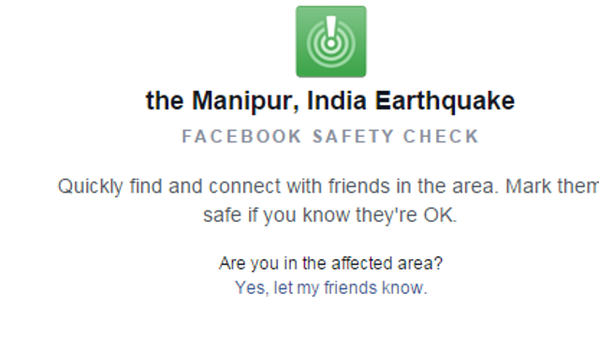 the Manipur, India Earthquake
FACEBOOK SAFETY CHECK
Quickly find and connect with friends in the area. Mark them
safe if you know they're OK.
Are you in the affected area?
Yes, let my friends know.